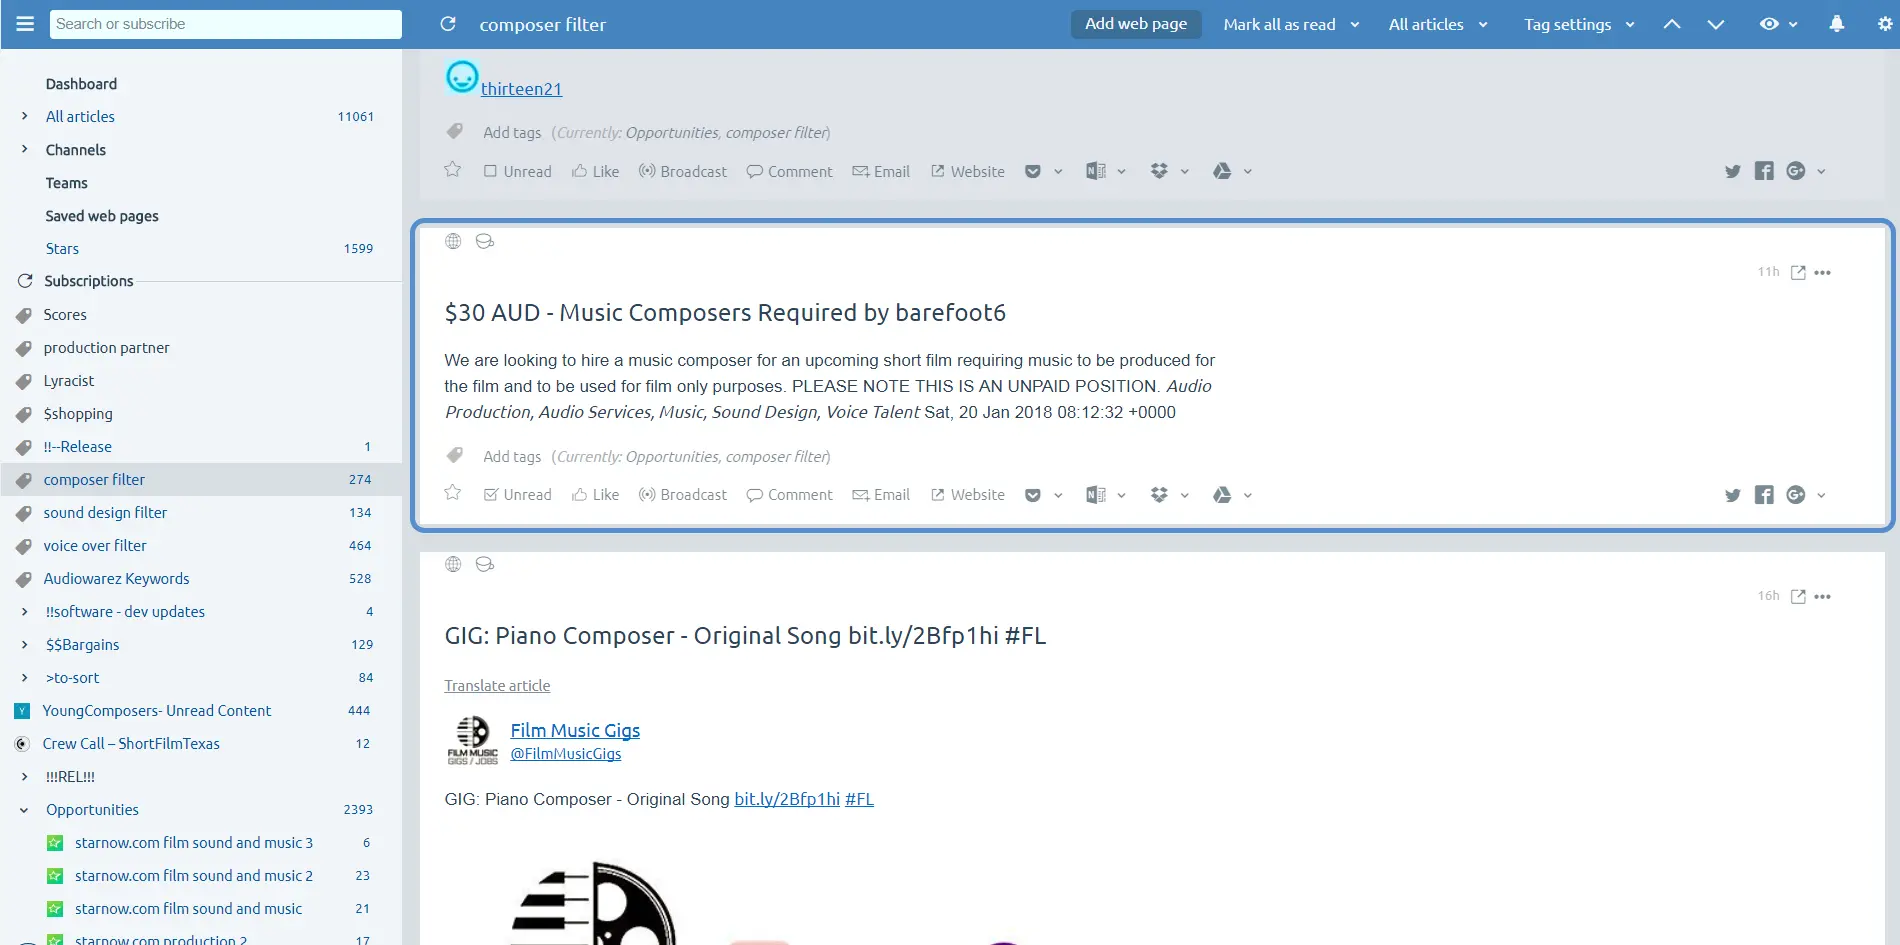 Search or subscribe
composer filter
Add web page
Mark all as read
All articles
Tag settings
Dashboard
All articles 11061
Channels
Teams
Saved web pages
Stars 1599
Subscriptions
Scores
production partner
Lyracist
$shopping
!!--Release 1
composer filter 274
sound design filter 134
voice over filter 464
Audiowarez Keywords 528
!!software - dev updates 4
$$Bargains 129
>to-sort 84
Y YoungComposers- Unread Content 444
Crew Call – ShortFilmTexas 12
!!!REL!!!
Opportunities 2393
starnow.com film sound and music 3 6
starnow.com film sound and music 2 23
starnow.com film sound and music 21
starnow.com production 2 17
thirteen21
Add tags (Currently: Opportunities, composer filter)
Unread Like Broadcast Comment Email Website N G+
11h
$30 AUD - Music Composers Required by barefoot6
We are looking to hire a music composer for an upcoming short film requiring music to be produced for
the film and to be used for film only purposes. PLEASE NOTE THIS IS AN UNPAID POSITION. Audio
Production, Audio Services, Music, Sound Design, Voice Talent Sat, 20 Jan 2018 08:12:32 +0000
Add tags (Currently: Opportunities, composer filter)
Unread Like Broadcast Comment Email Website N G+
16h
GIG: Piano Composer - Original Song bit.ly/2Bfp1hi #FL
Translate article
FILM MUSIC
GIGS / JOBS
Film Music Gigs
@FilmMusicGigs
GIG: Piano Composer - Original Song bit.ly/2Bfp1hi #FL